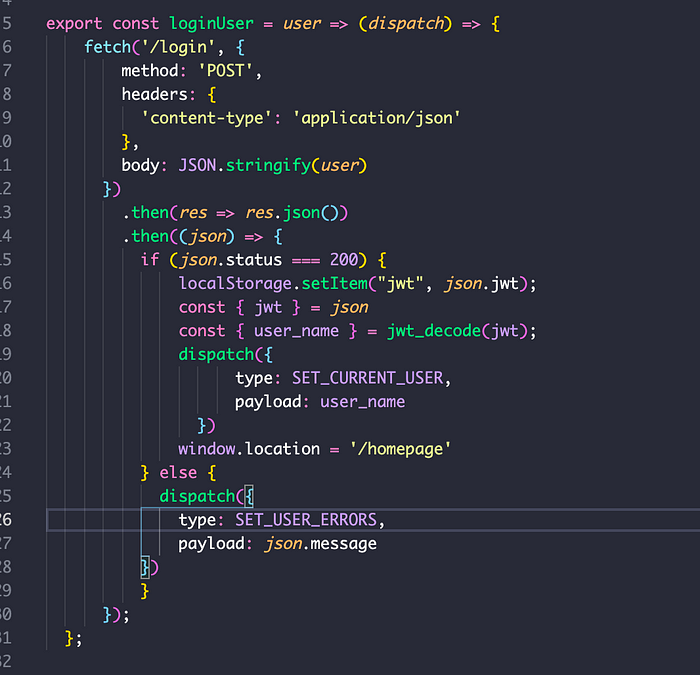 5 export const loginUser = user => (dispatch) => {
6 fetch('/login', {
7 method: 'POST',
8 headers: {
9 'content-type': 'application/json'
10 },
11 body: JSON.stringify(user)
12 })
13 .then(res => res.json())
14 .then((json) => {
15 if (json.status === 200) {
16 localStorage.setItem("jwt", json.jwt);
17 const { jwt } = json
18 const { user_name } = jwt_decode(jwt);
19 dispatch({
20 type: SET_CURRENT_USER,
21 payload: user_name
22 })
23 window.location = '/homepage'
24 } else {
25 dispatch({
26 type: SET_USER_ERRORS,
27 payload: json.message
28 })
29 }
30 });
31 };
32